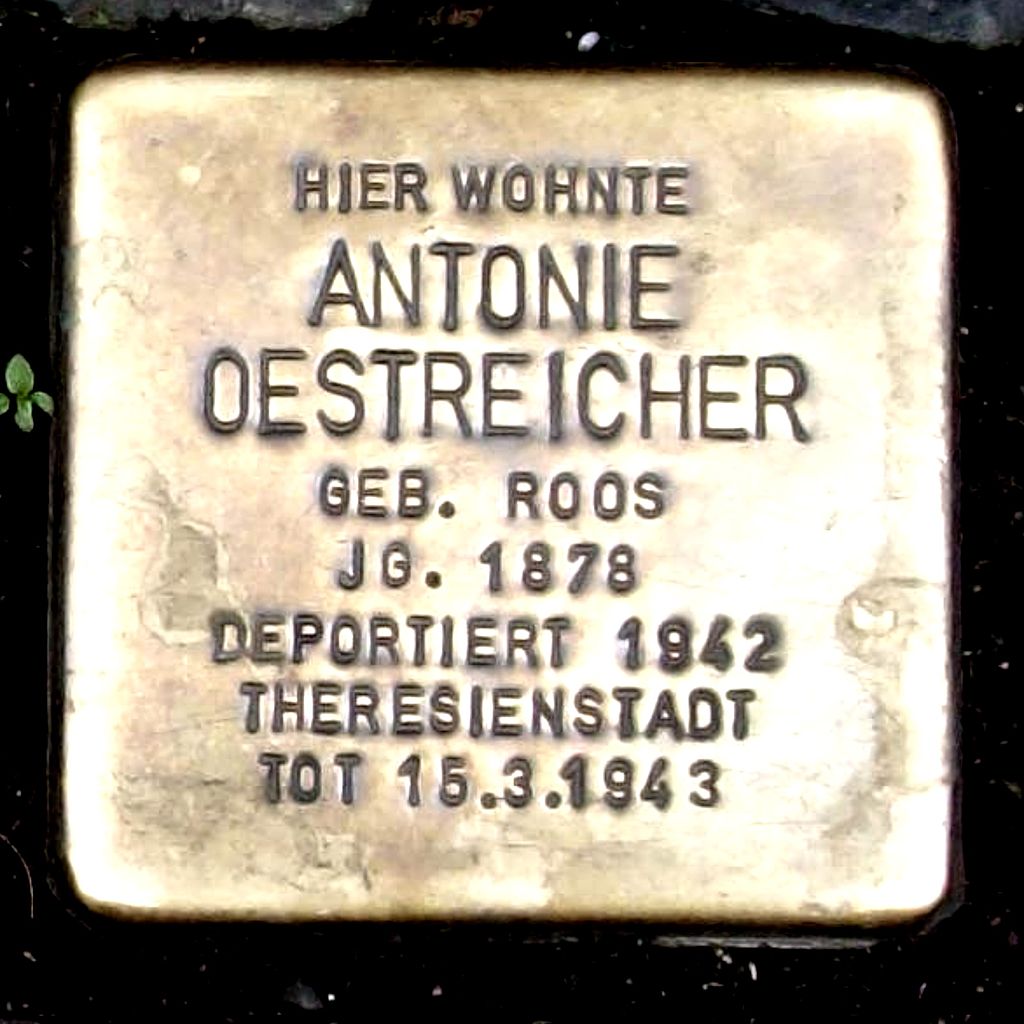 HIER WOHNTE
ANTONIE
OESTREICHER
GEB. ROOS
JG. 1878
DEPORTIERT 1942
THERESIENSTADT
TOT 15.3.1943